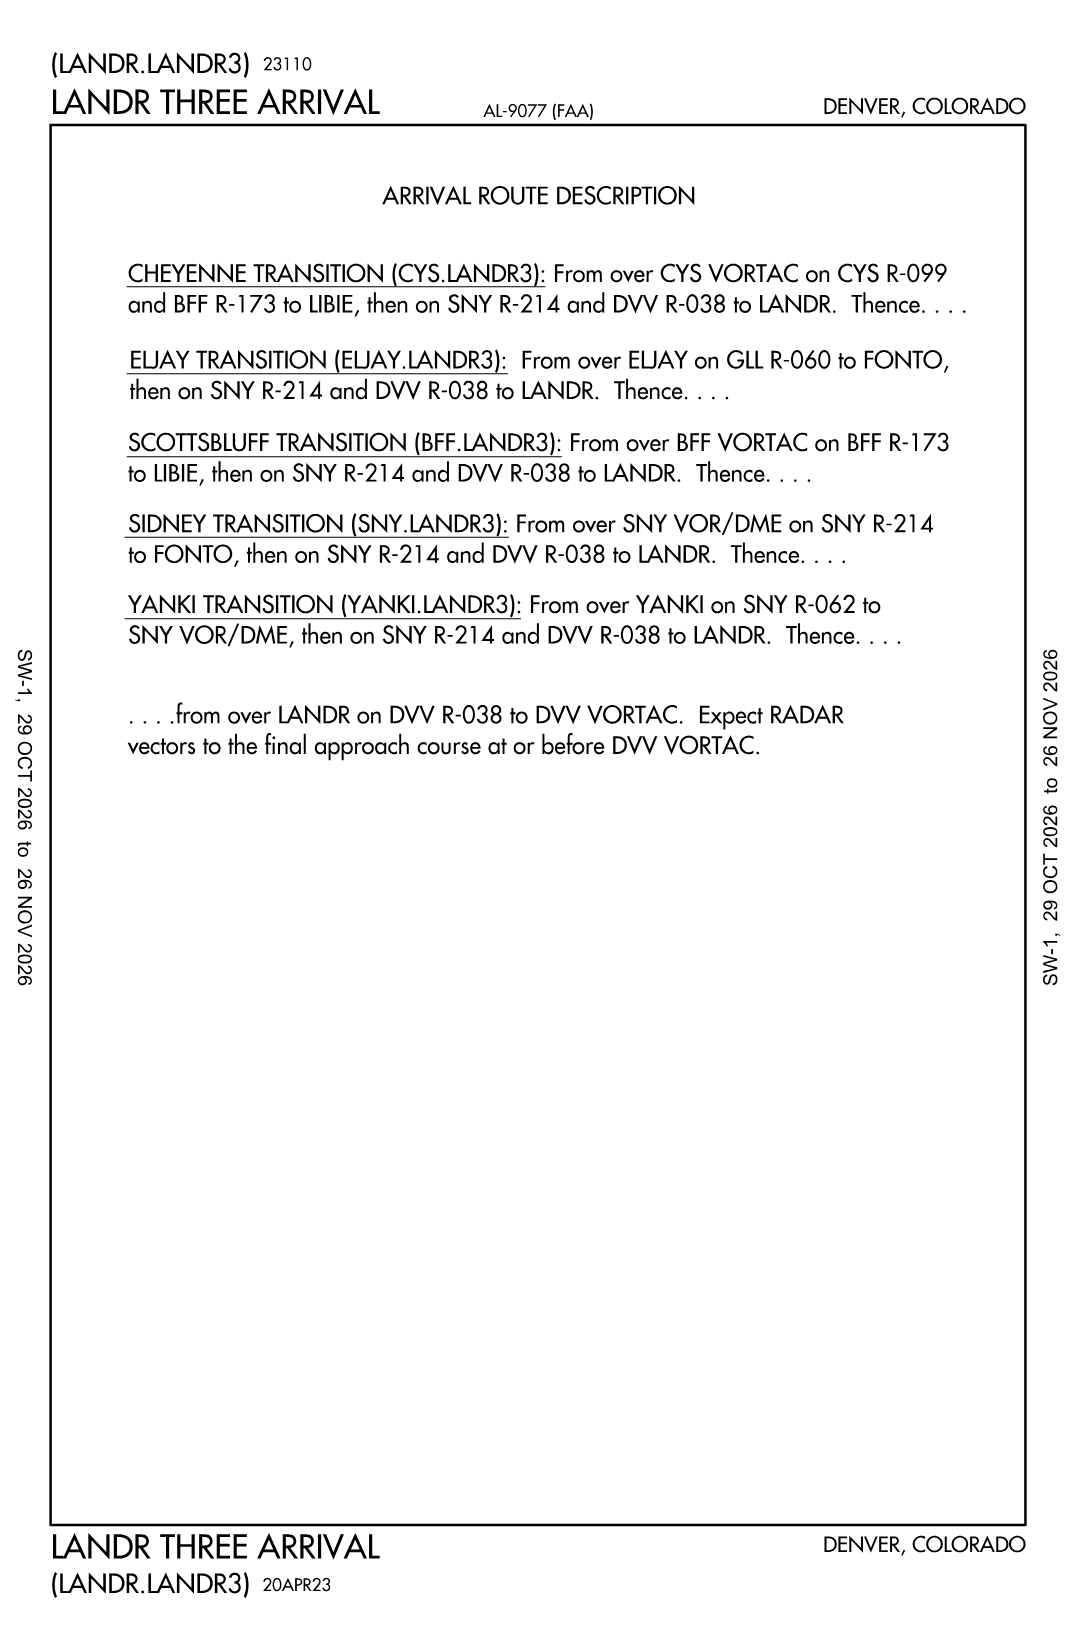 (LANDR.LANDR3) 23110
LANDR THREE ARRIVAL
AL-9077 (FAA)
DENVER, COLORADO
ARRIVAL ROUTE DESCRIPTION
CHEYENNE TRANSITION (CYS.LANDR3): From over CYS VORTAC on CYS R-099
and BFF R-173 to LIBIE, then on SNY R-214 and DVV R-038 to LANDR. Thence. . . .
ELJAY TRANSITION (ELJAY.LANDR3): From over ELJAY on GLL R-060 to FONTO,
then on SNY R-214 and DVV R-038 to LANDR. Thence. . . .
SCOTTSBLUFF TRANSITION (BFF.LANDR3): From over BFF VORTAC on BFF R-173
to LIBIE, then on SNY R-214 and DVV R-038 to LANDR. Thence. . . .
SIDNEY TRANSITION (SNY.LANDR3): From over SNY VOR/DME on SNY R-214
to FONTO, then on SNY R-214 and DVV R-038 to LANDR. Thence. . . .
YANKI TRANSITION (YANKI.LANDR3): From over YANKI on SNY R-062 to
SNY VOR/DME, then on SNY R-214 and DVV R-038 to LANDR. Thence. . . .
. . . .from over LANDR on DVV R-038 to DVV VORTAC. Expect RADAR
vectors to the final approach course at or before DVV VORTAC.
SW-1, 29 OCT 2026 to 26 NOV 2026
SW-1, 29 OCT 2026 to 26 NOV 2026
LANDR THREE ARRIVAL
(LANDR.LANDR3) 20APR23
DENVER, COLORADO